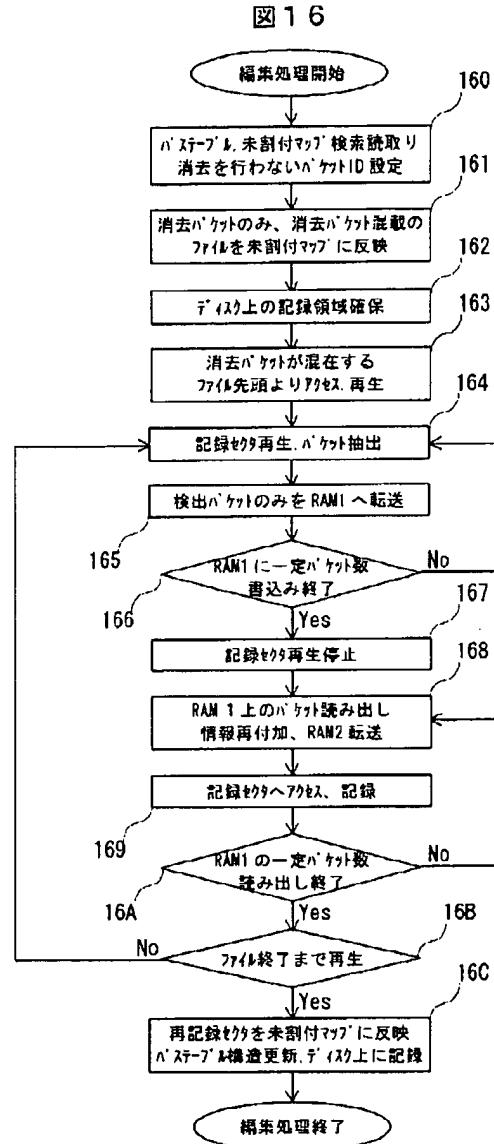 図16
編集処理開始
160
パステーブル,未割付マップ検索読取り
消去を行わないパケットID設定
161
消去パケットのみ、消去パケット混載の
ファイルを未割付マップに反映
162
ディスク上の記録領域確保
163
消去パケットが混在する
ファイル先頭よりアクセス,再生
164
記録セクタ再生,パケット抽出
検出パケットのみをRAM1へ転送
165
RAM1に一定パケット数
書込み終了
No
166
Yes
167
記録セクタ再生停止
168
RAM1上のパケット読み出し
情報再付加、RAM2転送
記録セクタへアクセス、記録
169
RAM1の一定パケット数
読み出し終了
No
16A
Yes
16B
No
ファイル終了まで再生
Yes
16C
再記録セクタを未割付マップに反映
パステーブル構造更新,ディスク上に記録
編集処理終了